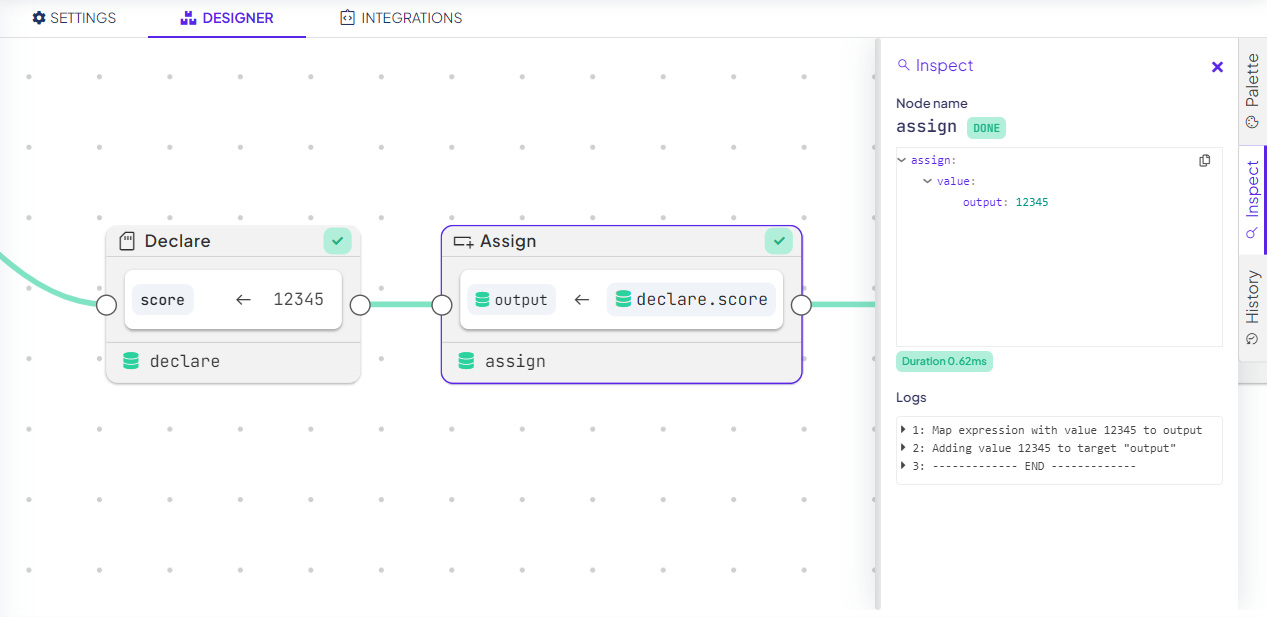 SETTINGS
DESIGNER
INTEGRATIONS
Declare
score ← 12345
declare
Assign
output ← declare.score
assign
Inspect
Node name
assign DONE
assign:
value:
output: 12345
Duration 0.62ms
Logs
1: Map expression with value 12345 to output
2: Adding value 12345 to target "output"
3: ------------- END -------------
Palette
Inspect
History